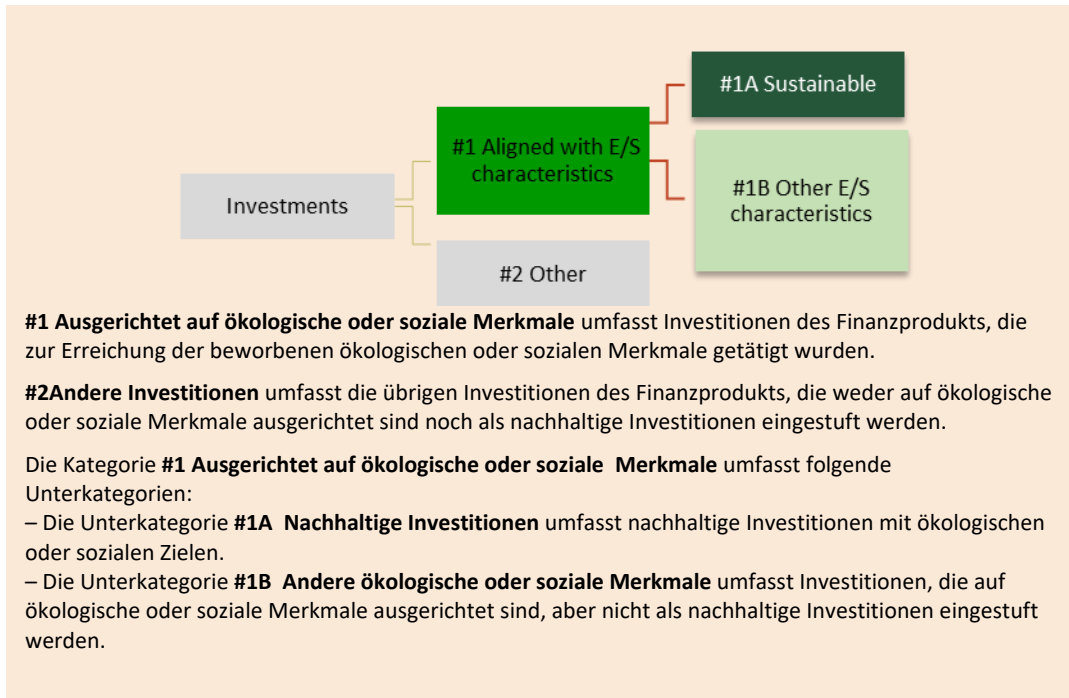 #1A Sustainable
#1 Aligned with E/S
characteristics
#1B Other E/S
characteristics
Investments
#2 Other
#1 Ausgerichtet auf ökologische oder soziale Merkmale umfasst Investitionen des Finanzprodukts, die
zur Erreichung der beworbenen ökologischen oder sozialen Merkmale getätigt wurden.
#2Andere Investitionen umfasst die übrigen Investitionen des Finanzprodukts, die weder auf ökologische
oder soziale Merkmale ausgerichtet sind noch als nachhaltige Investitionen eingestuft werden.
Die Kategorie #1 Ausgerichtet auf ökologische oder soziale Merkmale umfasst folgende
Unterkategorien:
– Die Unterkategorie #1A Nachhaltige Investitionen umfasst nachhaltige Investitionen mit ökologischen
oder sozialen Zielen.
– Die Unterkategorie #1B Andere ökologische oder soziale Merkmale umfasst Investitionen, die auf
ökologische oder soziale Merkmale ausgerichtet sind, aber nicht als nachhaltige Investitionen eingestuft
werden.